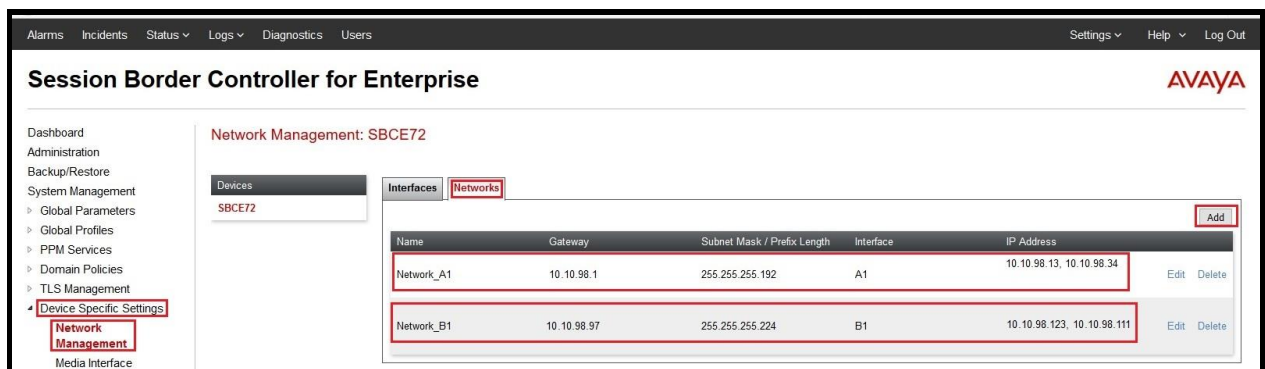 Alarms Incidents Status Logs Diagnostics Users Settings Help Log Out
Session Border Controller for Enterprise
AVAYA
Dashboard
Administration
Backup/Restore
System Management
Global Parameters
Global Profiles
PPM Services
Domain Policies
TLS Management
Device Specific Settings
Network
Management
Media Interface
Network Management: SBCE72
Devices
SBCE72
Interfaces Networks
Add
Name Gateway Subnet Mask / Prefix Length Interface IP Address
Network_A1 10.10.98.1 255.255.255.192 A1 10.10.98.13, 10.10.98.34 Edit Delete
Network_B1 10.10.98.97 255.255.255.224 B1 10.10.98.123, 10.10.98.111 Edit Delete